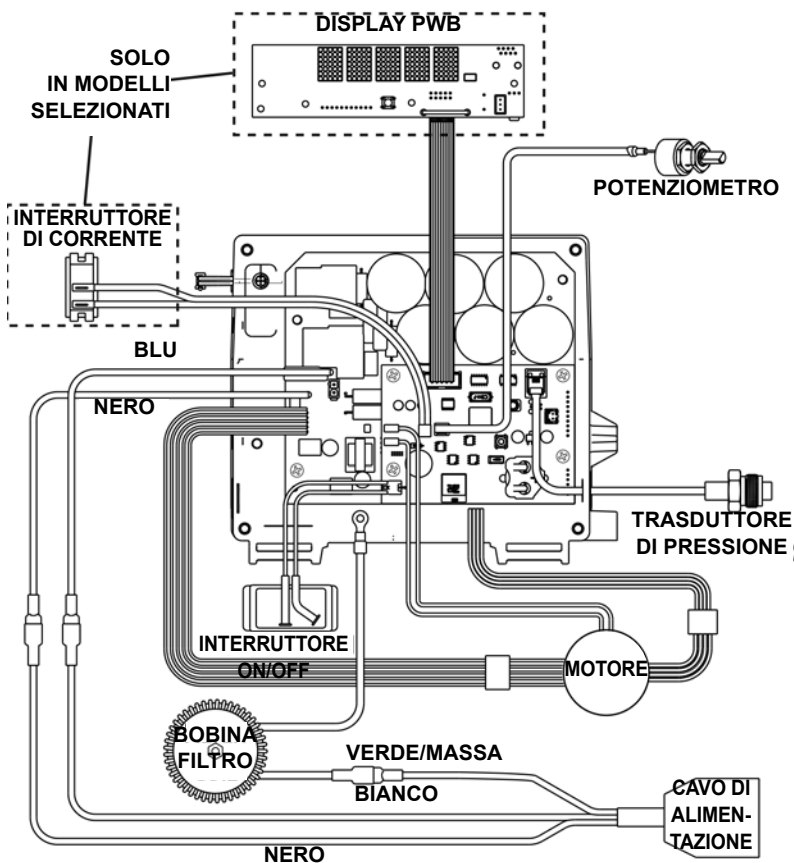 DISPLAY PWB
SOLO
IN MODELLI
SELEZIONATI
POTENZIOMETRO
INTERRUTTORE
DI CORRENTE
BLU
NERO
TRASDUTTORE
DI PRESSIONE
INTERRUTTORE
ON/OFF
MOTORE
BOBINA
FILTRO
VERDE/MASSA
BIANCO
CAVO DI
ALIMEN-
TAZIONE
NERO